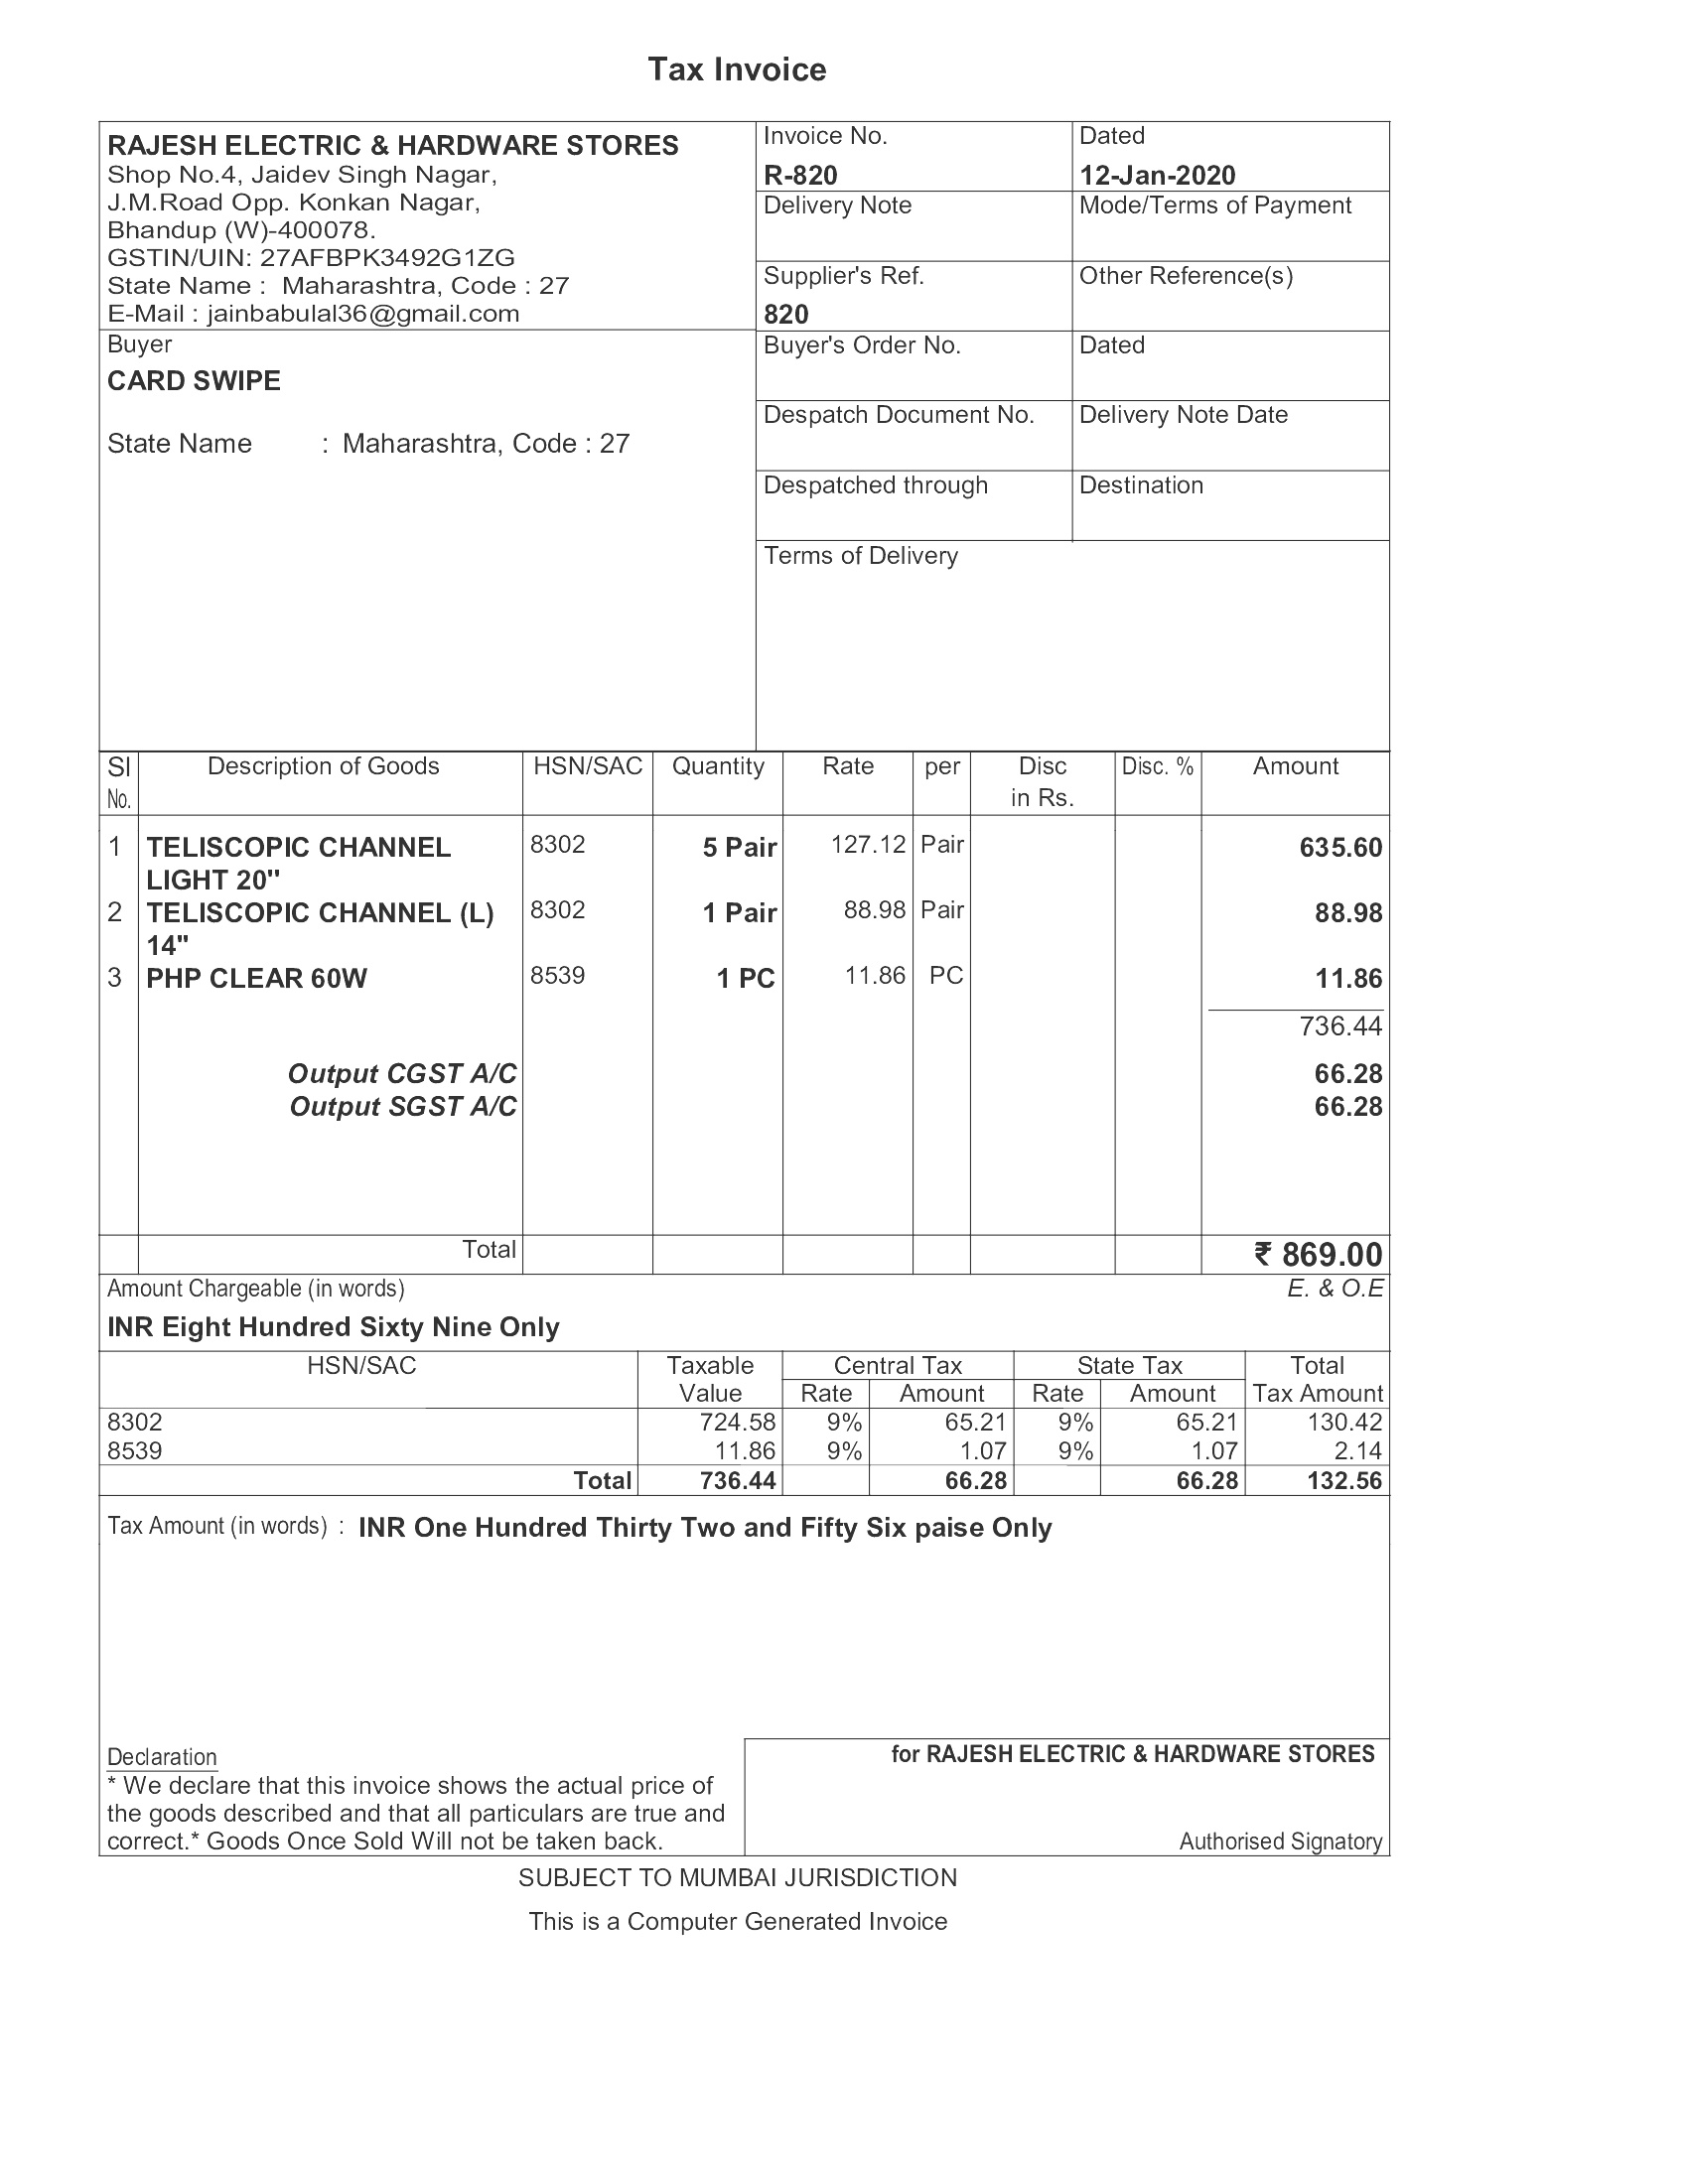 Tax Invoice
RAJESH ELECTRIC & HARDWARE STORES
Shop No.4, Jaidev Singh Nagar,
J.M.Road Opp. Konkan Nagar,
Bhandup (W)-400078.
GSTIN/UIN: 27AFBPK3492G1ZG
State Name : Maharashtra, Code : 27
E-Mail : jainbabulal36@gmail.com
Invoice No. Dated
R-820 12-Jan-2020
Delivery Note Mode/Terms of Payment
Supplier's Ref. Other Reference(s)
820
Buyer
CARD SWIPE
State Name : Maharashtra, Code : 27
Buyer's Order No. Dated
Despatch Document No. Delivery Note Date
Despatched through Destination
Terms of Delivery
Sl Description of Goods HSN/SAC Quantity Rate per Disc Disc. % Amount
No. in Rs.
1 TELISCOPIC CHANNEL 8302 5 Pair 127.12 Pair 635.60
LIGHT 20"
2 TELISCOPIC CHANNEL (L) 8302 1 Pair 88.98 Pair 88.98
14"
3 PHP CLEAR 60W 8539 1 PC 11.86 PC 11.86
736.44
Output CGST A/C 66.28
Output SGST A/C 66.28
Total ₹ 869.00
Amount Chargeable (in words) E. & O.E
INR Eight Hundred Sixty Nine Only
HSN/SAC Taxable Central Tax State Tax Total
Value Rate Amount Rate Amount Tax Amount
8302 724.58 9% 65.21 9% 65.21 130.42
8539 11.86 9% 1.07 9% 1.07 2.14
Total 736.44 66.28 66.28 132.56
Tax Amount (in words) : INR One Hundred Thirty Two and Fifty Six paise Only
Declaration
* We declare that this invoice shows the actual price of
the goods described and that all particulars are true and
correct.* Goods Once Sold Will not be taken back.
for RAJESH ELECTRIC & HARDWARE STORES
Authorised Signatory
SUBJECT TO MUMBAI JURISDICTION
This is a Computer Generated Invoice